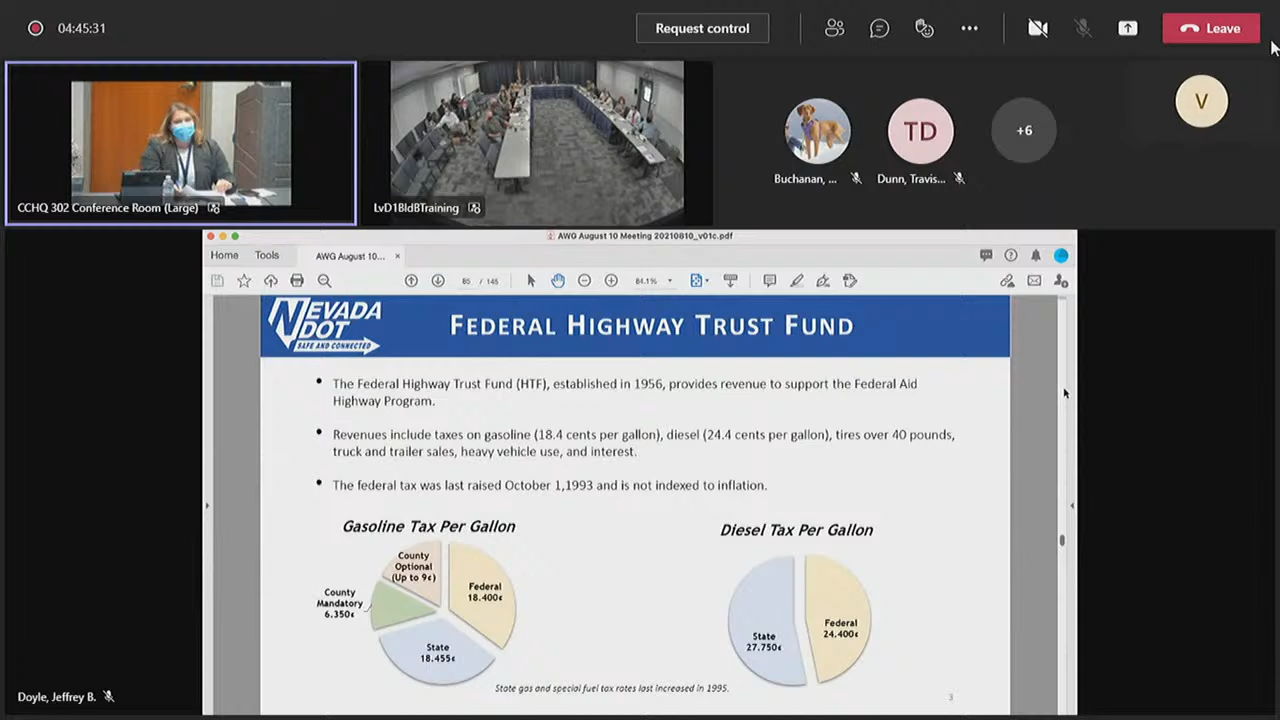 04:45:31
Request control
Leave
CCHQ 302 Conference Room (Large)
LvD1BldBTraining
Buchanan, ...
TD
Dunn, Travis...
+6
V
AWG August 10 Meeting 20210810_v01c.pdf
Home
Tools
AWG August 10... ×
85 / 145
84.1%
NEVADA
DOT
SAFE AND CONNECTED
FEDERAL HIGHWAY TRUST FUND
• The Federal Highway Trust Fund (HTF), established in 1956, provides revenue to support the Federal Aid
Highway Program.
• Revenues include taxes on gasoline (18.4 cents per gallon), diesel (24.4 cents per gallon), tires over 40 pounds,
truck and trailer sales, heavy vehicle use, and interest.
• The federal tax was last raised October 1,1993 and is not indexed to inflation.
Gasoline Tax Per Gallon
County
Optional
(Up to 9¢)
Federal
18.400¢
County
Mandatory
6.350¢
State
18.455¢
Diesel Tax Per Gallon
State
27.750¢
Federal
24.400¢
State gas and special fuel tax rates last increased in 1995.
3
Doyle, Jeffrey B.